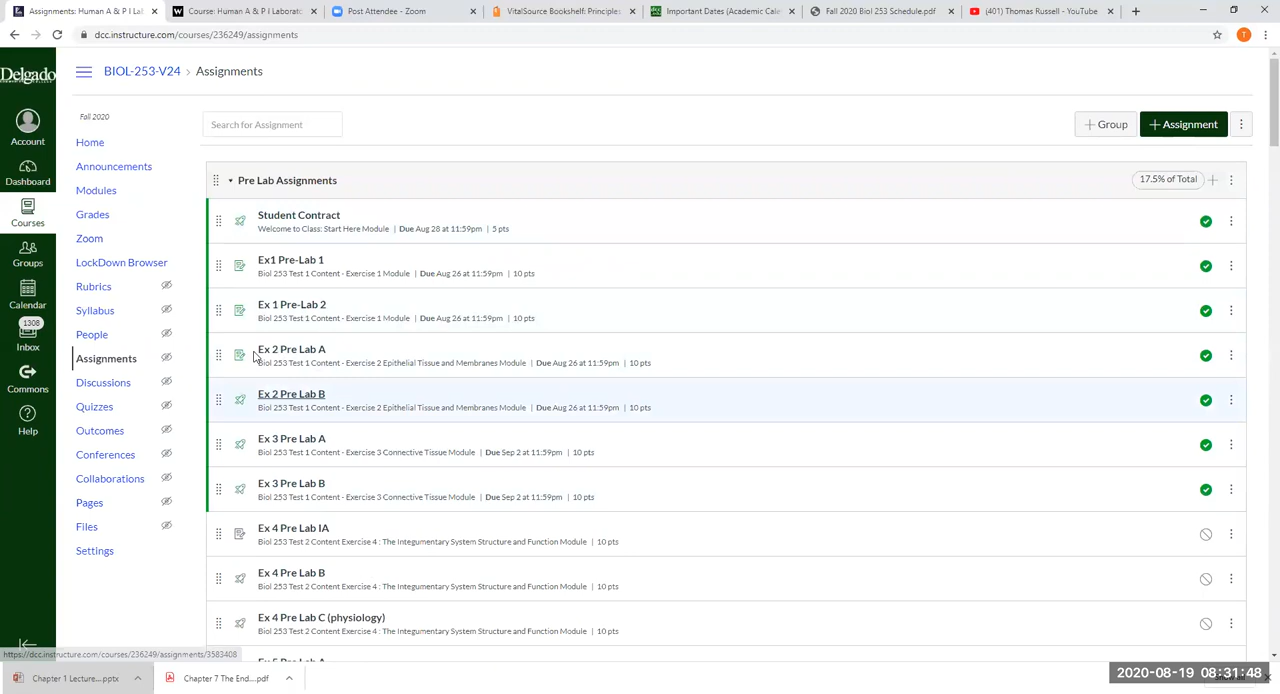 Assignments: Human A & P I Lab
Course: Human A & P I Laborato
Post Attendee - Zoom
VitalSource Bookshelf: Principles
Important Dates (Academic Cale
Fall 2020 Biol 253 Schedule.pdf
(401) Thomas Russell - YouTube
dcc.instructure.com/courses/236249/assignments
T
Delgado
BIOL-253-V24 › Assignments
Fall 2020
Search for Assignment
+ Group
+ Assignment
Account
Dashboard
Courses
Groups
Calendar
1308
Inbox
Commons
Help
Home
Announcements
Modules
Grades
Zoom
LockDown Browser
Rubrics
Syllabus
People
Assignments
Discussions
Quizzes
Outcomes
Conferences
Collaborations
Pages
Files
Settings
Pre Lab Assignments
17.5% of Total
Student Contract
Welcome to Class: Start Here Module | Due Aug 28 at 11:59pm | 5 pts
Ex1 Pre-Lab 1
Biol 253 Test 1 Content - Exercise 1 Module | Due Aug 26 at 11:59pm | 10 pts
Ex 1 Pre-Lab 2
Biol 253 Test 1 Content - Exercise 1 Module | Due Aug 26 at 11:59pm | 10 pts
Ex 2 Pre Lab A
Biol 253 Test 1 Content - Exercise 2 Epithelial Tissue and Membranes Module | Due Aug 26 at 11:59pm | 10 pts
Ex 2 Pre Lab B
Biol 253 Test 1 Content - Exercise 2 Epithelial Tissue and Membranes Module | Due Aug 26 at 11:59pm | 10 pts
Ex 3 Pre Lab A
Biol 253 Test 1 Content - Exercise 3 Connective Tissue Module | Due Sep 2 at 11:59pm | 10 pts
Ex 3 Pre Lab B
Biol 253 Test 1 Content - Exercise 3 Connective Tissue Module | Due Sep 2 at 11:59pm | 10 pts
Ex 4 Pre Lab IA
Biol 253 Test 2 Content Exercise 4 : The Integumentary System Structure and Function Module | 10 pts
Ex 4 Pre Lab B
Biol 253 Test 2 Content Exercise 4 : The Integumentary System Structure and Function Module | 10 pts
Ex 4 Pre Lab C (physiology)
Biol 253 Test 2 Content Exercise 4 : The Integumentary System Structure and Function Module | 10 pts
https://dcc.instructure.com/courses/236249/assignments/3583408
Chapter 1 Lecture....pptx
Chapter 7 The End....pdf
2020-08-19 08:31:48